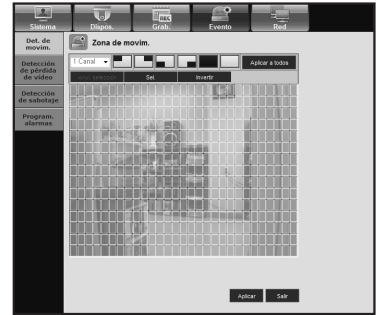 Sistema Dispos. Grab. Evento Red
REC
Det. de
movim.
Detección
de pérdida
de vídeo
Detección
de sabotaje
Program.
alarmas
Zona de movim.
1 Canal
Aplicar a todos
Sel. Invertir
Aplicar Salir